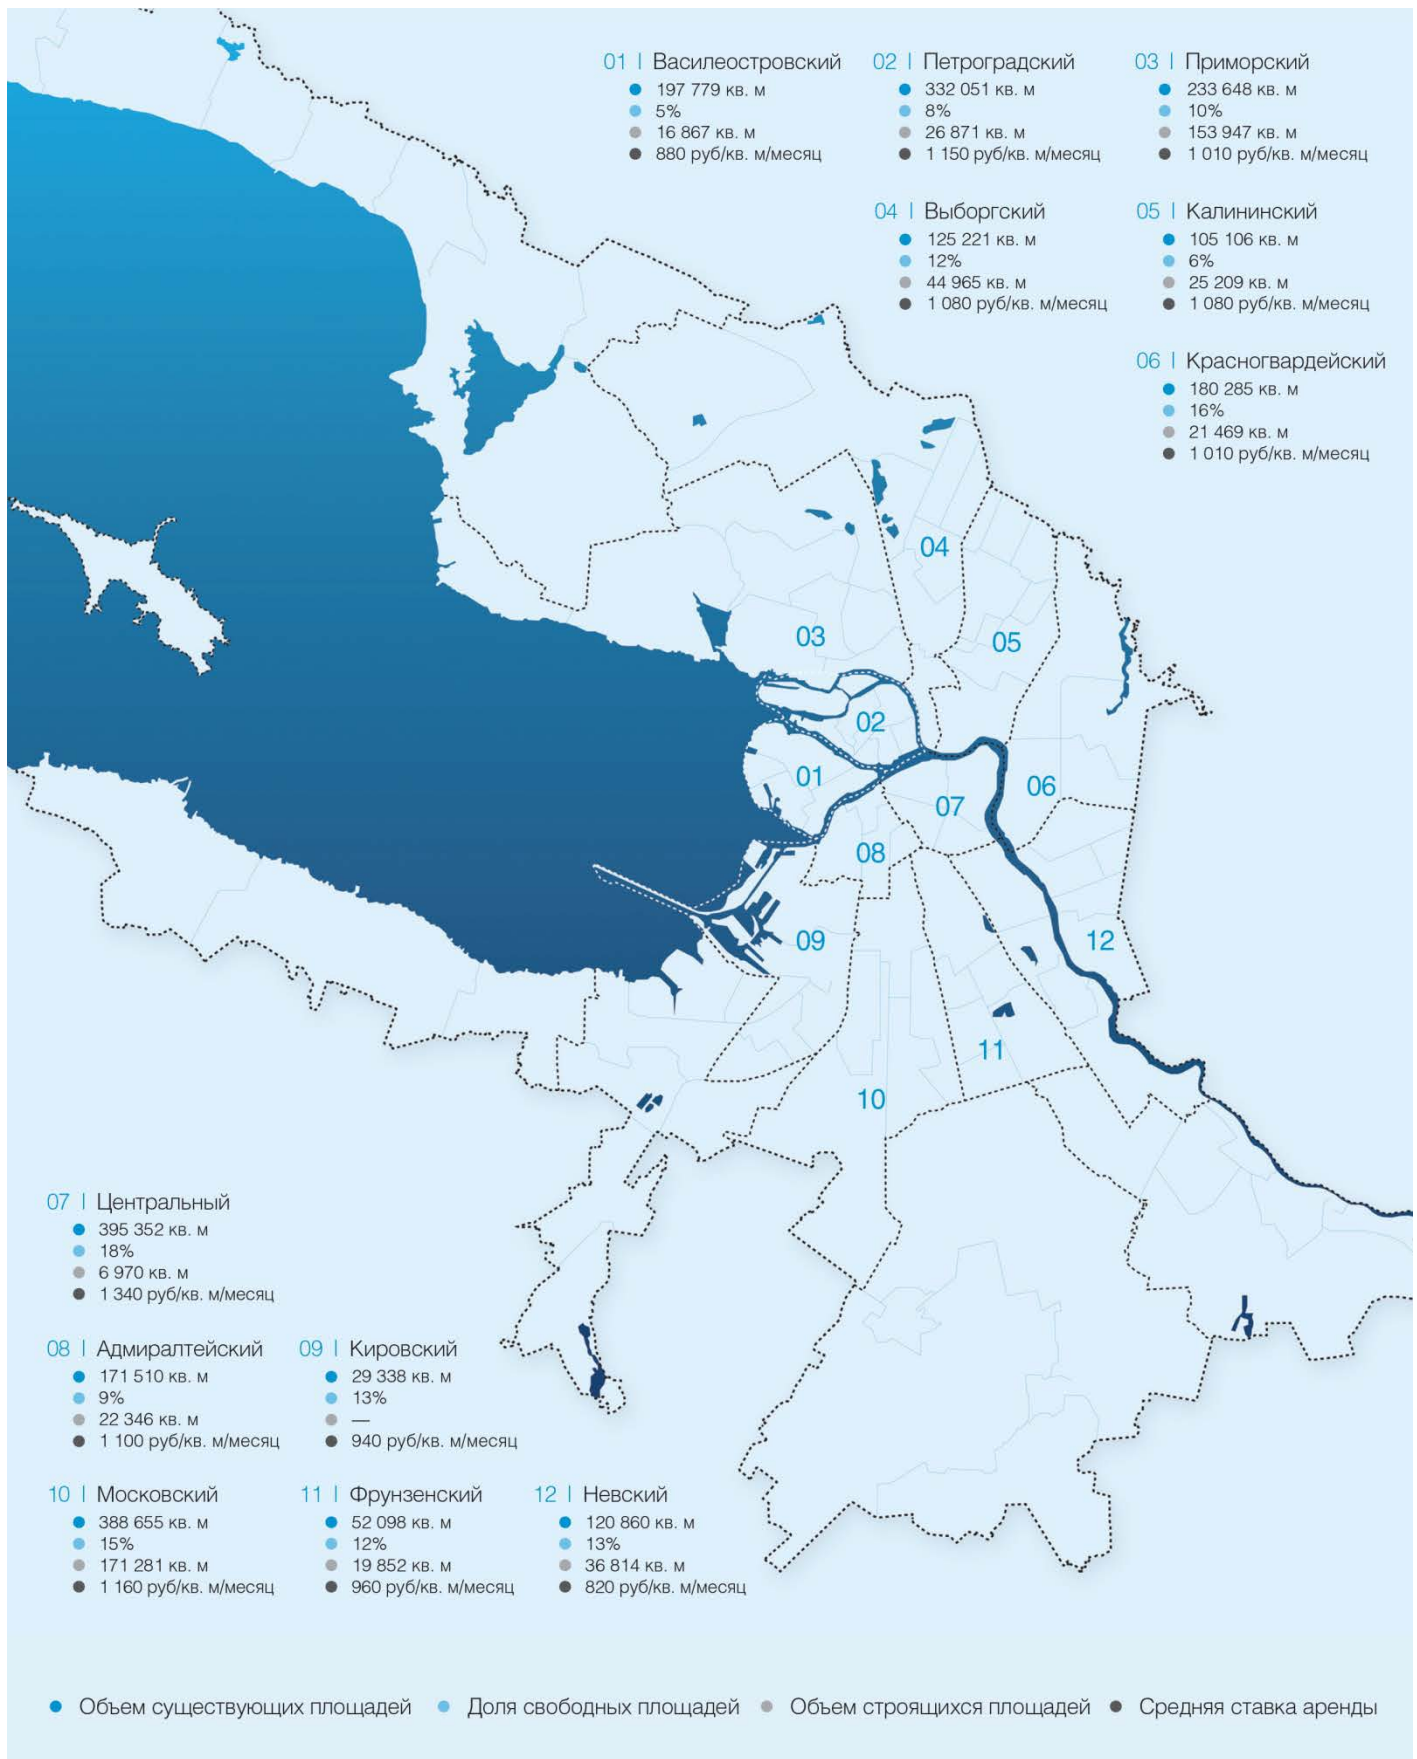 01 | Василеостровский
197 779 кв. м
5%
16 867 кв. м
880 руб/кв. м/месяц
02 | Петроградский
332 051 кв. м
8%
26 871 кв. м
1 150 руб/кв. м/месяц
03 | Приморский
233 648 кв. м
10%
153 947 кв. м
1 010 руб/кв. м/месяц
04 | Выборгский
125 221 кв. м
12%
44 965 кв. м
1 080 руб/кв. м/месяц
05 | Калининский
105 106 кв. м
6%
25 209 кв. м
1 080 руб/кв. м/месяц
06 | Красногвардейский
180 285 кв. м
16%
21 469 кв. м
1 010 руб/кв. м/месяц
04
03
05
02
01
06
07
08
09
12
11
10
07 | Центральный
395 352 кв. м
18%
6 970 кв. м
1 340 руб/кв. м/месяц
08 | Адмиралтейский
171 510 кв. м
9%
22 346 кв. м
1 100 руб/кв. м/месяц
09 | Кировский
29 338 кв. м
13%
—
940 руб/кв. м/месяц
10 | Московский
388 655 кв. м
15%
171 281 кв. м
1 160 руб/кв. м/месяц
11 | Фрунзенский
52 098 кв. м
12%
19 852 кв. м
960 руб/кв. м/месяц
12 | Невский
120 860 кв. м
13%
36 814 кв. м
820 руб/кв. м/месяц
Объем существующих площадей
Доля свободных площадей
Объем строящихся площадей
Средняя ставка аренды